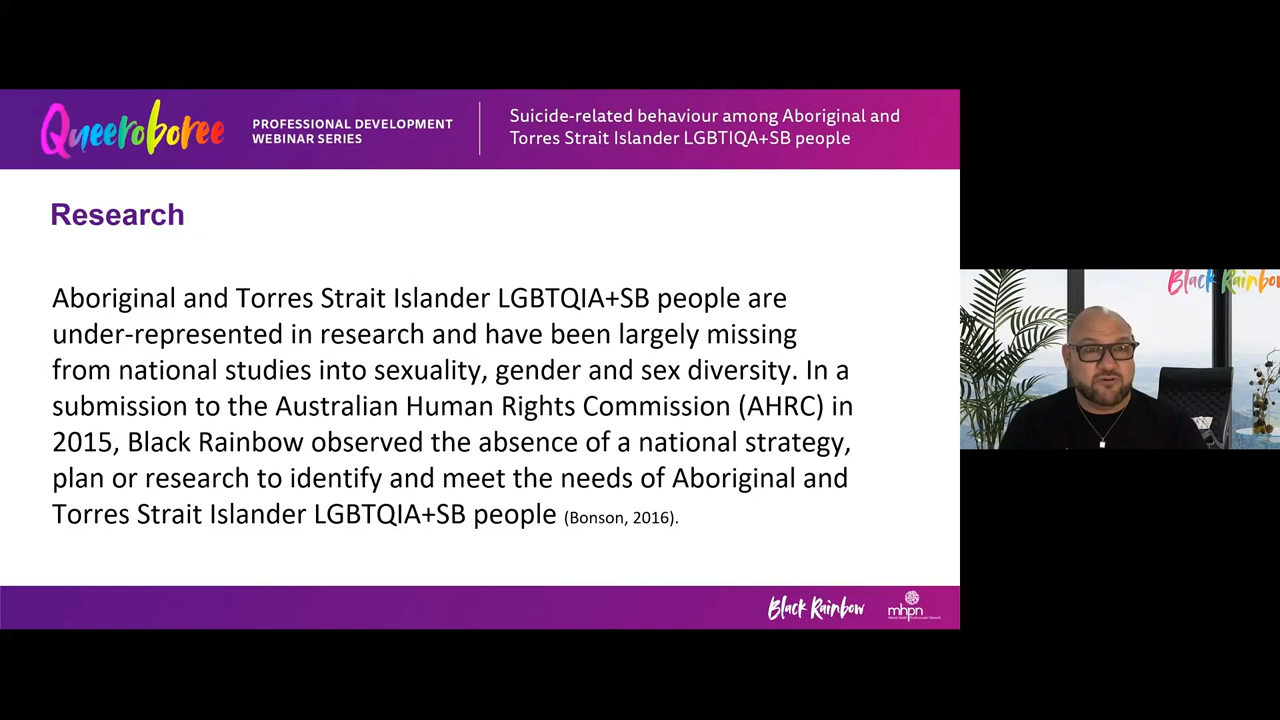 Queeroboree
PROFESSIONAL DEVELOPMENT
WEBINAR SERIES
Suicide-related behaviour among Aboriginal and
Torres Strait Islander LGBTIQA+SB people
Research
Aboriginal and Torres Strait Islander LGBTQIA+SB people are
under-represented in research and have been largely missing
from national studies into sexuality, gender and sex diversity. In a
submission to the Australian Human Rights Commission (AHRC) in
2015, Black Rainbow observed the absence of a national strategy,
plan or research to identify and meet the needs of Aboriginal and
Torres Strait Islander LGBTQIA+SB people (Bonson, 2016).
Black Rainbow
Black Rainbow
mhpn